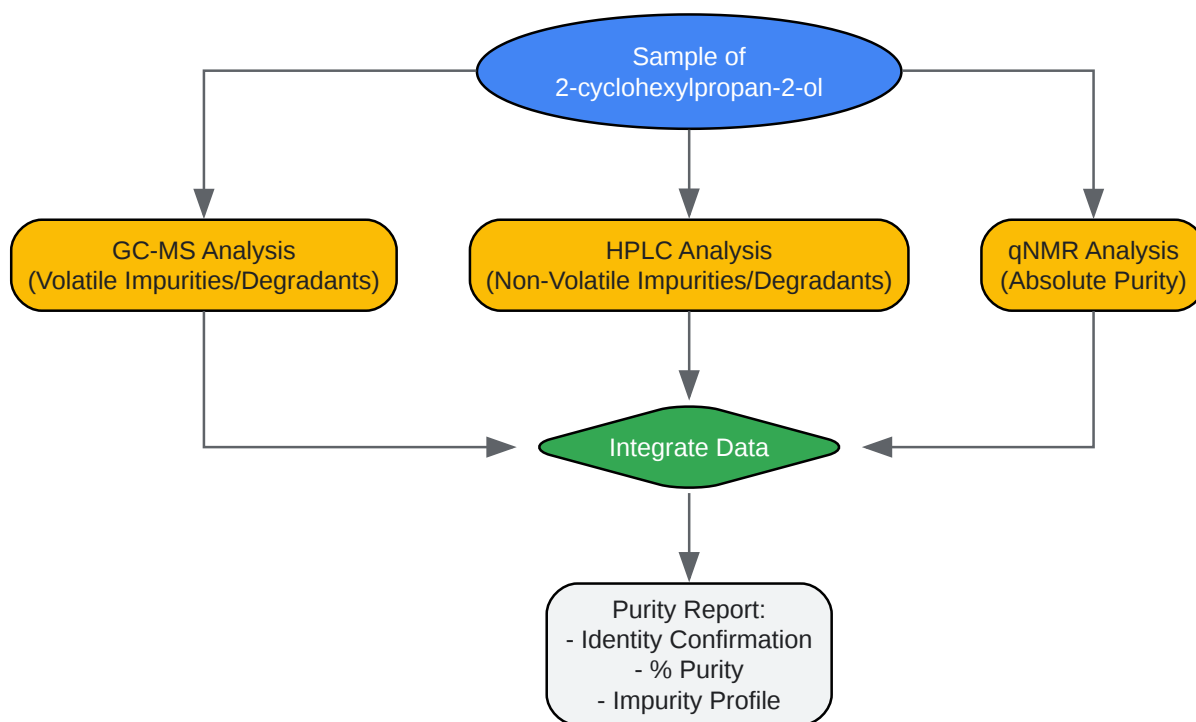 Sample of
2-cyclohexylpropan-2-ol
GC-MS Analysis
(Volatile Impurities/Degradants)
HPLC Analysis
(Non-Volatile Impurities/Degradants)
qNMR Analysis
(Absolute Purity)
Integrate Data
Purity Report:
- Identity Confirmation
- % Purity
- Impurity Profile